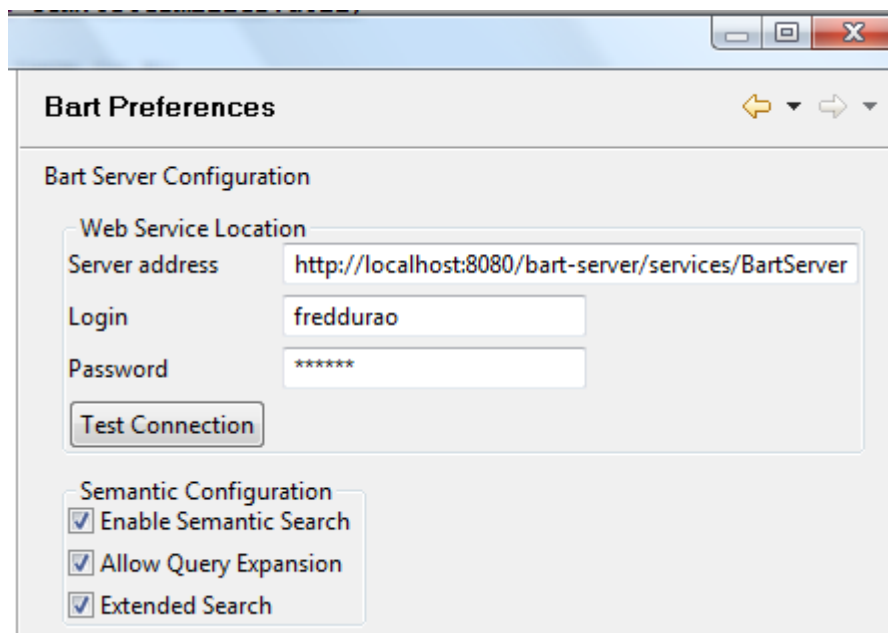 Bart Preferences
Bart Server Configuration
Web Service Location
Server address http://localhost:8080/bart-server/services/BartServer
Login freddurao
Password ******
Test Connection
Semantic Configuration
Enable Semantic Search
Allow Query Expansion
Extended Search